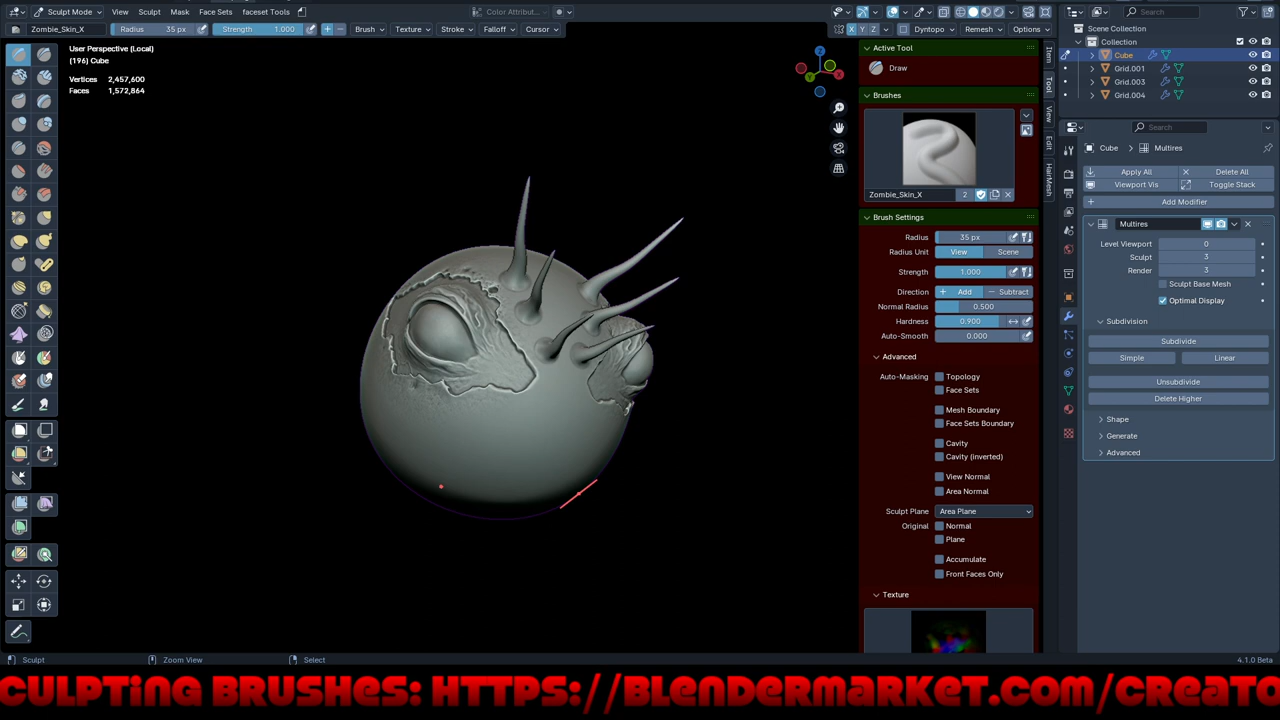 Sculpt Mode View Sculpt Mask Face Sets faceset Tools Color Attribut... X Y Z Dyntopo Remesh Options Search
Zombie_Skin_X Radius 35 px Strength 1.000 Brush Texture Stroke Falloff Cursor
User Perspective (Local)
(196) Cube
Vertices 2,457,600
Faces 1,572,864
Z
X
Y
Active Tool
Draw
Brushes
Zombie_Skin_X 2
Brush Settings
Radius 35 px
Radius Unit View Scene
Strength 1.000
Direction Add Subtract
Normal Radius 0.500
Hardness 0.900
Auto-Smooth 0.000
Advanced
Auto-Masking Topology
Face Sets
Mesh Boundary
Face Sets Boundary
Cavity
Cavity (inverted)
View Normal
Area Normal
Sculpt Plane Area Plane
Original Normal
Plane
Accumulate
Front Faces Only
Texture
Item
Tool
View
Edit
HairMesh
Scene Collection
Collection
Cube
Grid.001
Grid.003
Grid.004
Search
Cube Multires
Apply All Delete All
Viewport Vis Toggle Stack
Add Modifier
Multires
Level Viewport 0
Sculpt 3
Render 3
Sculpt Base Mesh
Optimal Display
Subdivision
Subdivide
Simple Linear
Unsubdivide
Delete Higher
Shape
Generate
Advanced
Sculpt Zoom View Select 4.1.0 Beta
CULPTiNG BRUSHES: HTTPS://BLENDERMARKET.COM/CREATO